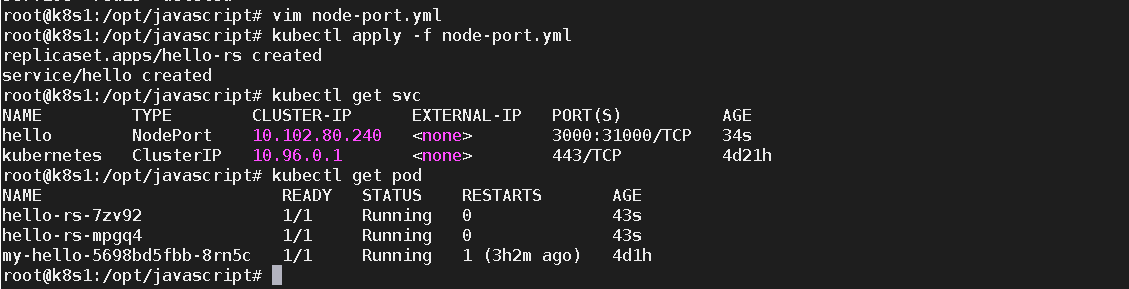 root@k8s1:/opt/javascript# vim node-port.yml
root@k8s1:/opt/javascript# kubectl apply -f node-port.yml
replicaset.apps/hello-rs created
service/hello created
root@k8s1:/opt/javascript# kubectl get svc
NAME TYPE CLUSTER-IP EXTERNAL-IP PORT(S) AGE
hello NodePort 10.102.80.240 <none> 3000:31000/TCP 34s
kubernetes ClusterIP 10.96.0.1 <none> 443/TCP 4d21h
root@k8s1:/opt/javascript# kubectl get pod
NAME READY STATUS RESTARTS AGE
hello-rs-7zv92 1/1 Running 0 43s
hello-rs-mpgq4 1/1 Running 0 43s
my-hello-5698bd5fbb-8rn5c 1/1 Running 1 (3h2m ago) 4d1h
root@k8s1:/opt/javascript#